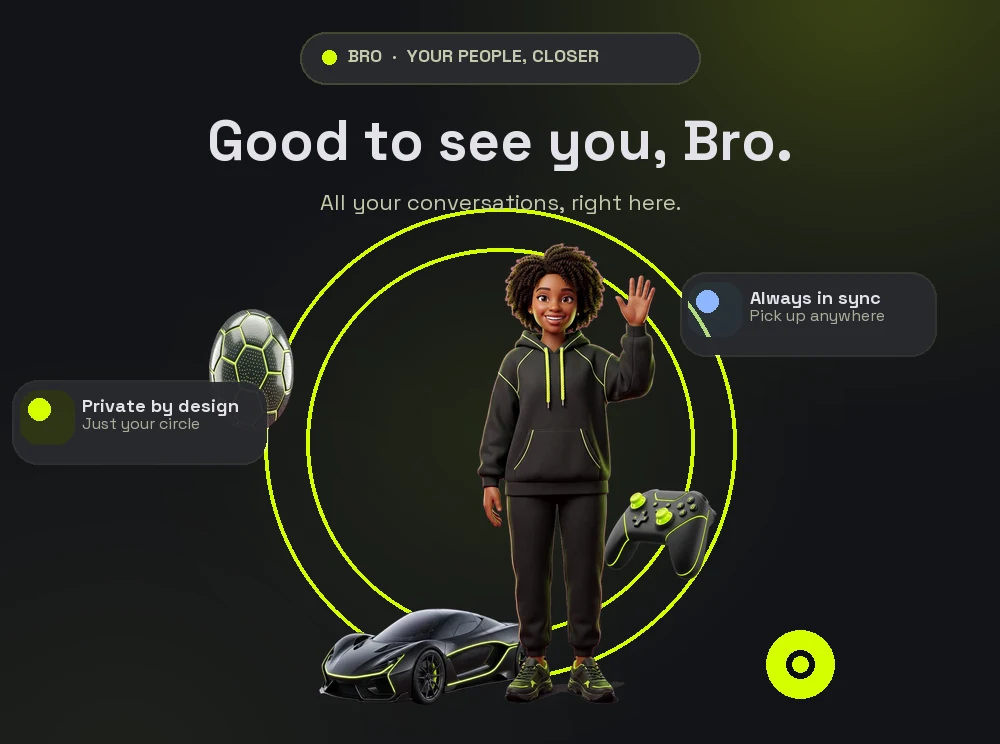 BRO · YOUR PEOPLE, CLOSER
Good to see you, Bro.
All your conversations, right here.
Always in sync
Pick up anywhere
Private by design
Just your circle